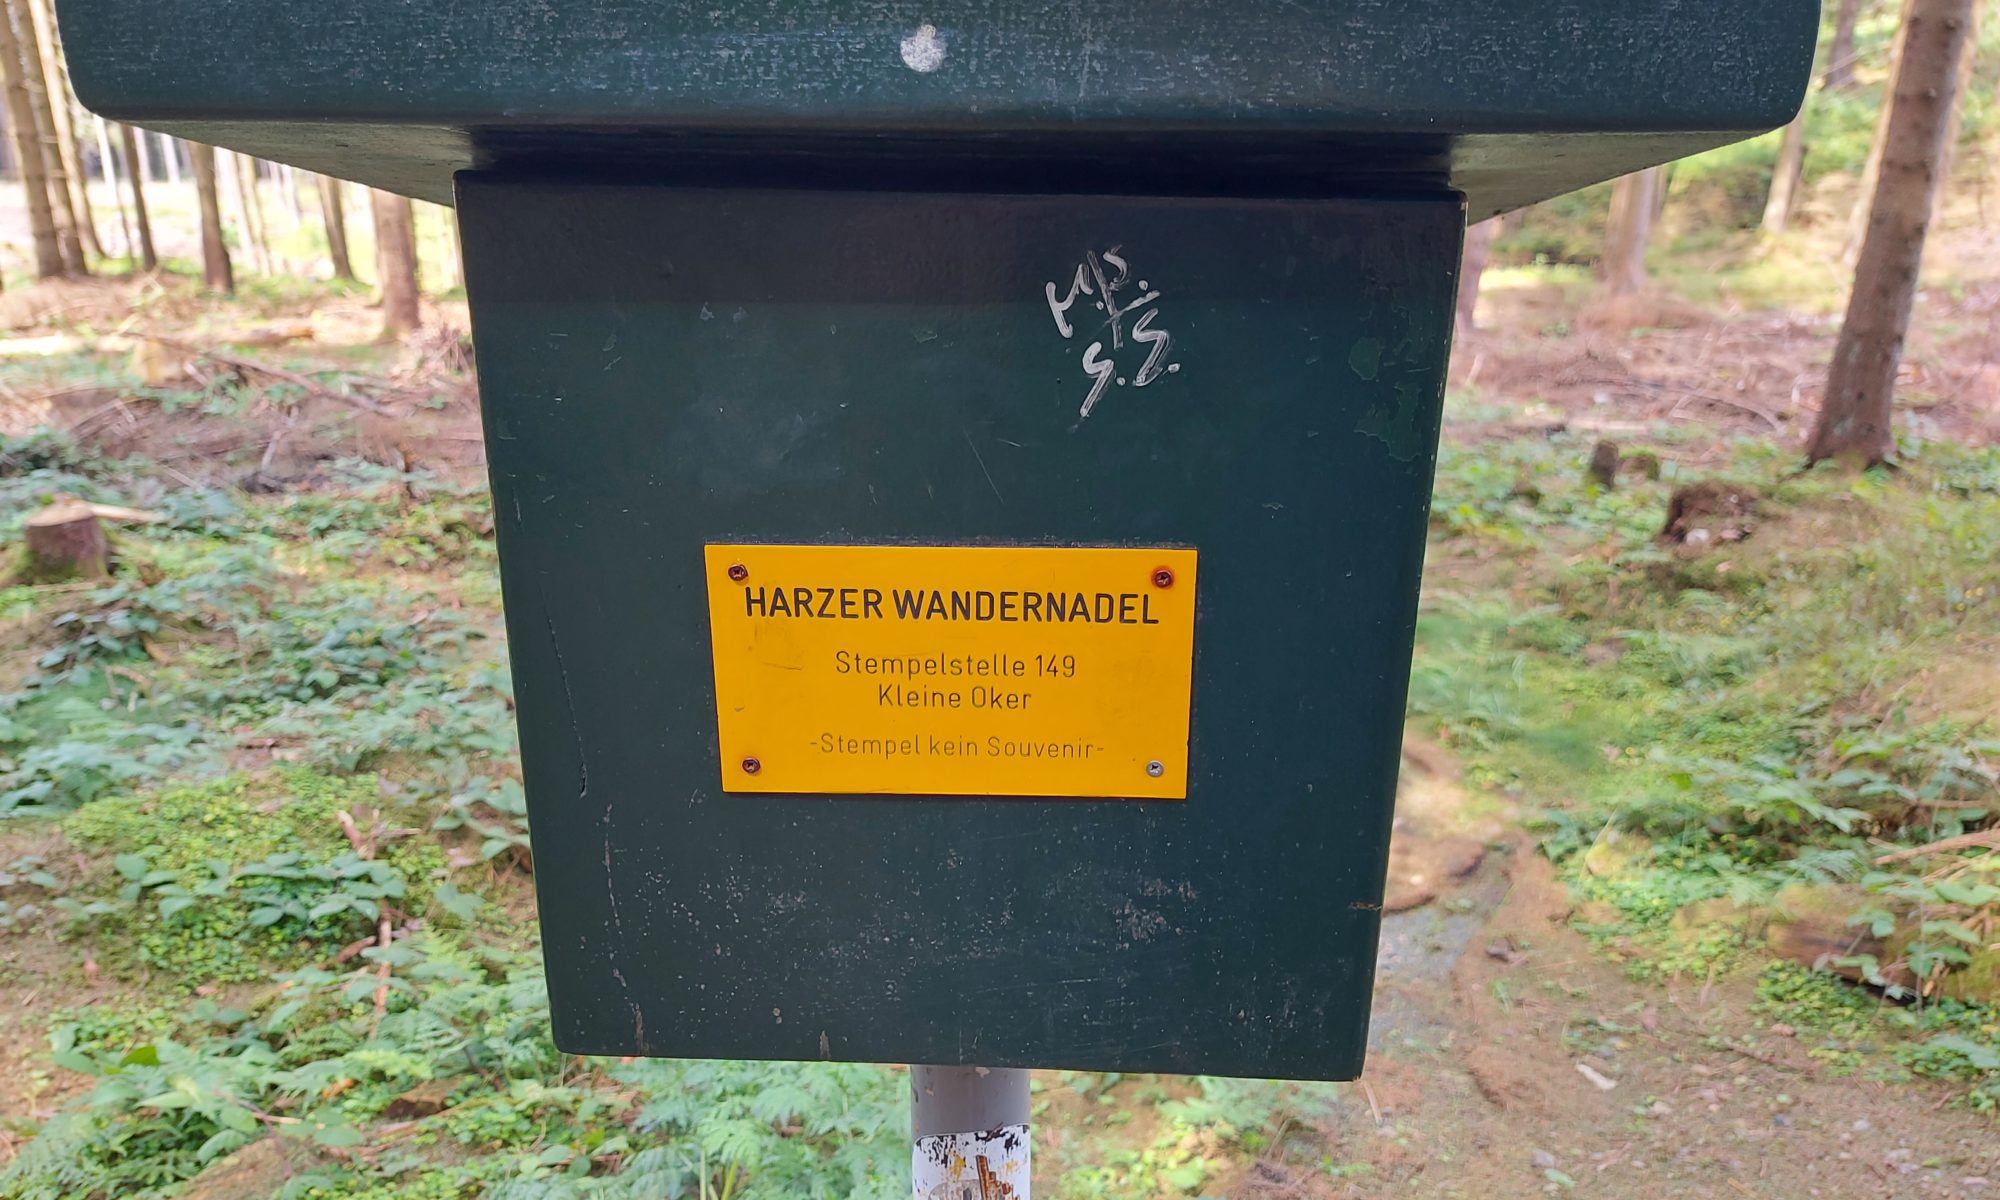 M.S.
+
S.S.
HARZER WANDERNADEL
Stempelstelle 149
Kleine Oker
-Stempel kein Souvenir-